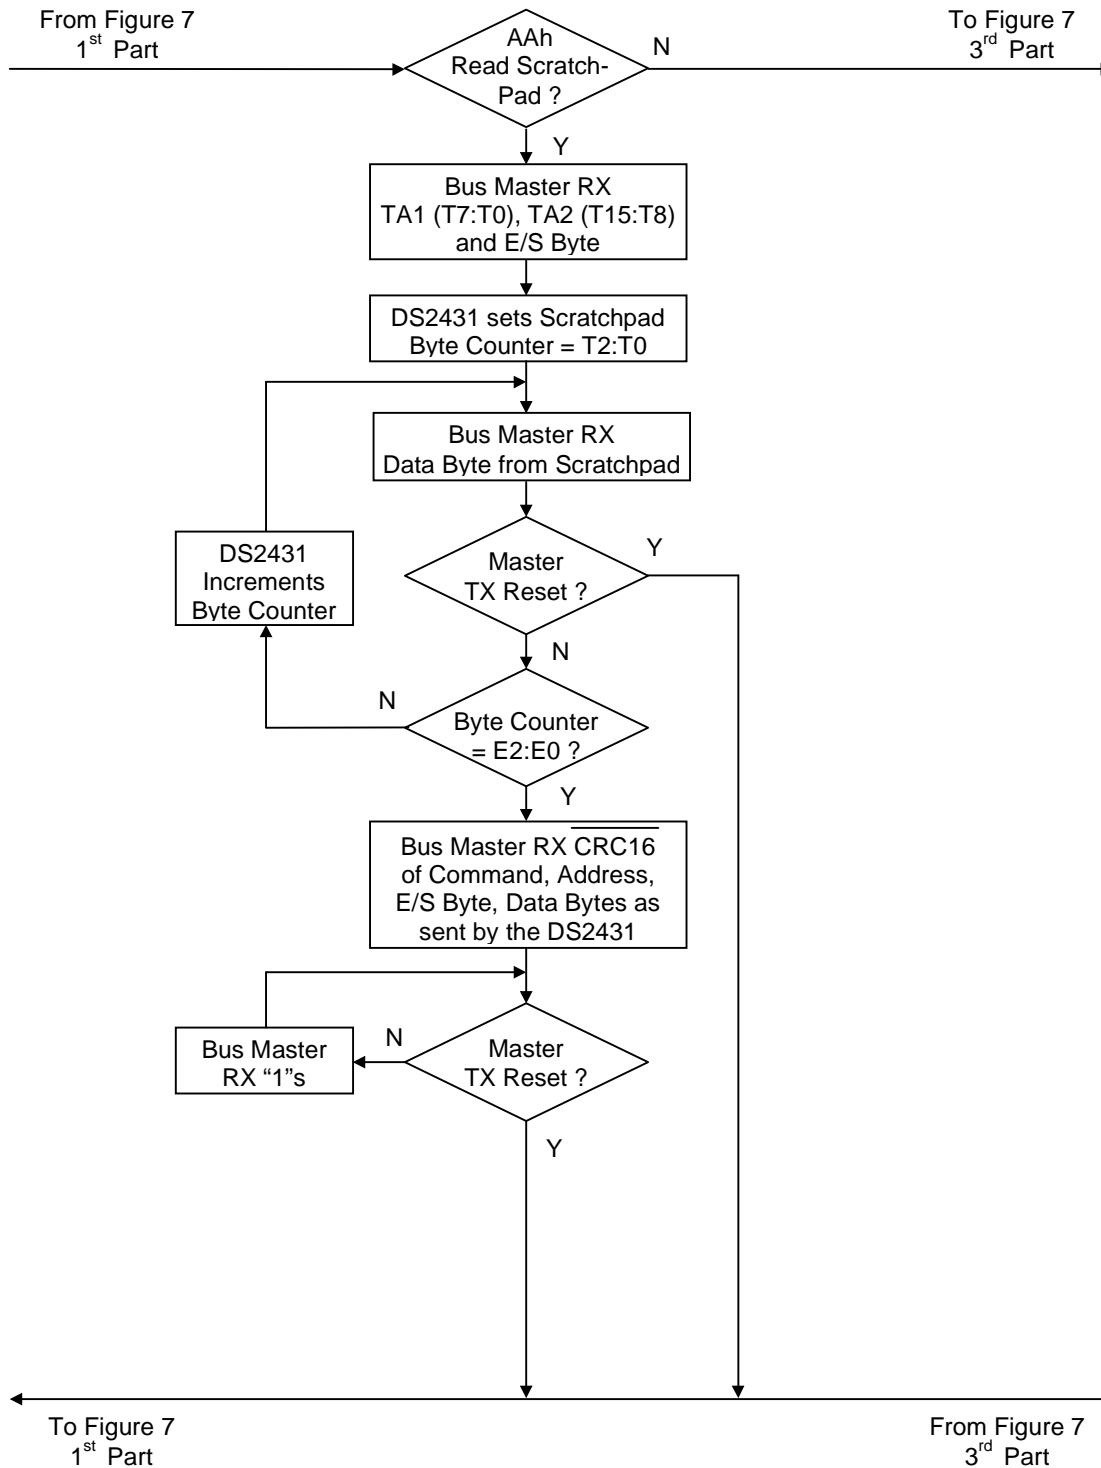 From Figure 7
1st Part
To Figure 7
3rd Part
AAh
Read Scratch-
Pad ?
N
Y
Bus Master RX
TA1 (T7:T0), TA2 (T15:T8)
and E/S Byte
DS2431 sets Scratchpad
Byte Counter = T2:T0
Bus Master RX
Data Byte from Scratchpad
DS2431
Increments
Byte Counter
Master
TX Reset ?
Y
N
N
Byte Counter
= E2:E0 ?
Y
Bus Master RX CRC16
of Command, Address,
E/S Byte, Data Bytes as
sent by the DS2431
Bus Master
RX “1”s
N
Master
TX Reset ?
Y
To Figure 7
1st Part
From Figure 7
3rd Part